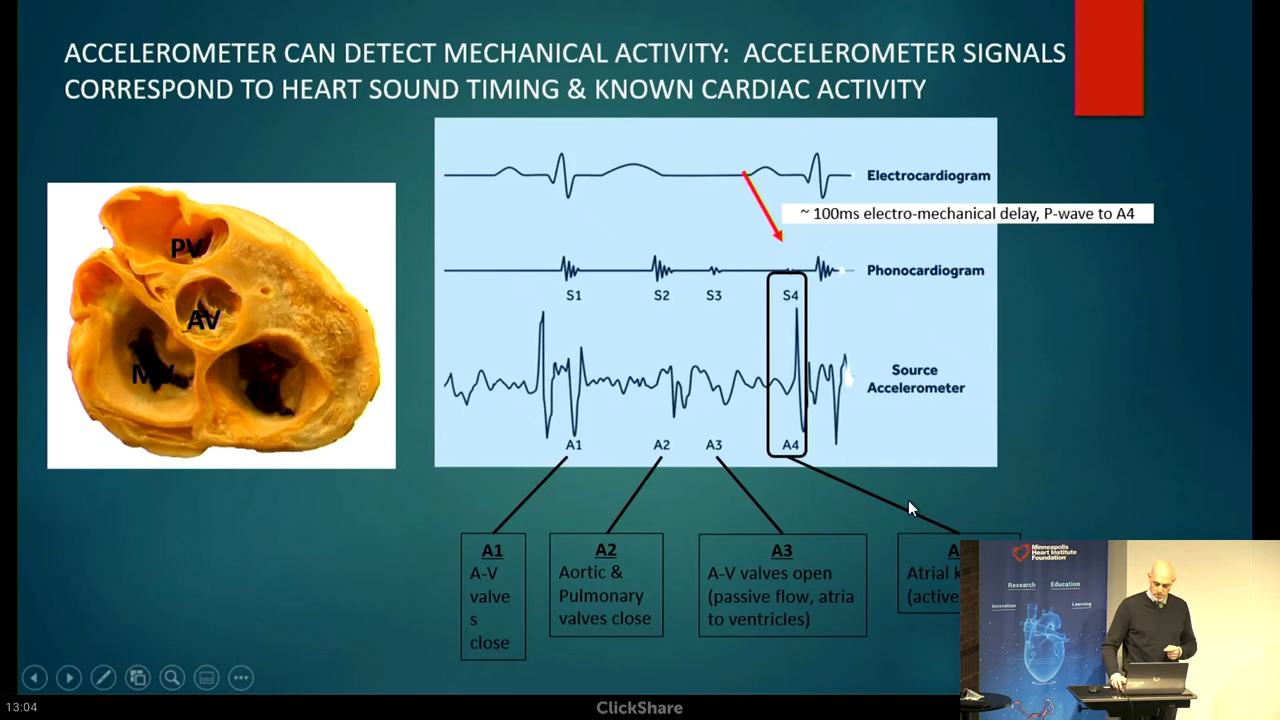 ACCELEROMETER CAN DETECT MECHANICAL ACTIVITY: ACCELEROMETER SIGNALS
CORRESPOND TO HEART SOUND TIMING & KNOWN CARDIAC ACTIVITY
PV
AV
Electrocardiogram
~ 100ms electro-mechanical delay, P-wave to A4
Phonocardiogram
S1
S2
S3
S4
Source
Accelerometer
A1
A2
A3
A4
A1
A-V
valve
s
close
A2
Aortic &
Pulmonary
valves close
A3
A-V valves open
(passive flow, atria
to ventricles)
Atrial
(active
Minneapolis
Heart Institute
Foundation
Research
Education
Innovation
Learning
13:04
ClickShare